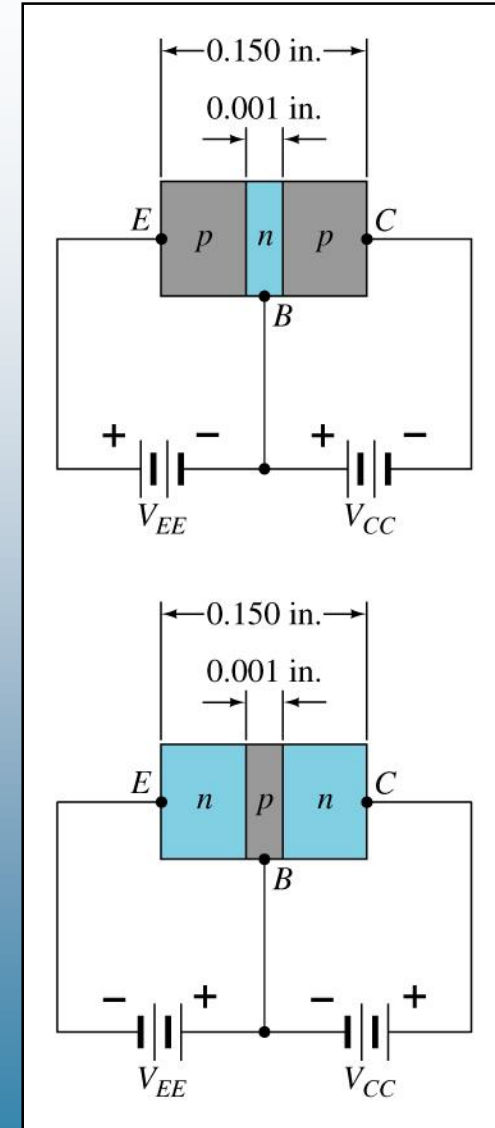 0.150 in.
0.001 in.
E p n p C
B
+ − + −
V_EE V_CC
0.150 in.
0.001 in.
E n p n C
B
− + − +
V_EE V_CC